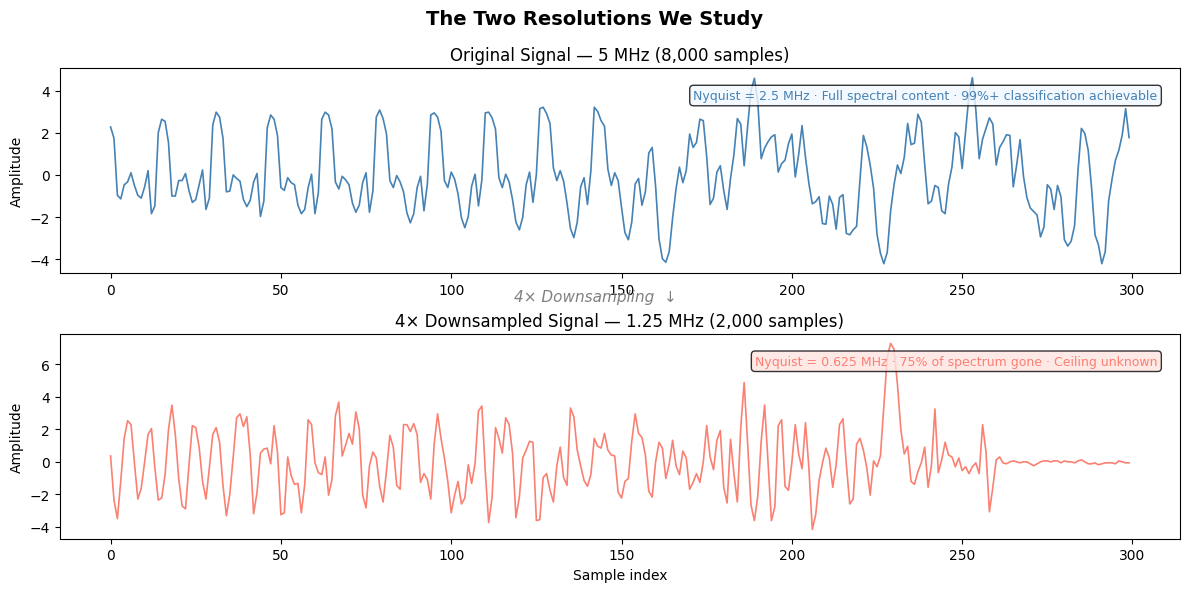 The Two Resolutions We Study
Original Signal — 5 MHz (8,000 samples)
Nyquist = 2.5 MHz · Full spectral content · 99%+ classification achievable
Amplitude
4
2
0
−2
−4
0 50 100 150 200 250 300
4× Downsampling ↓
4× Downsampled Signal — 1.25 MHz (2,000 samples)
Nyquist = 0.625 MHz · 75% of spectrum gone · Ceiling unknown
Amplitude
6
4
2
0
−2
−4
0 50 100 150 200 250 300
Sample index